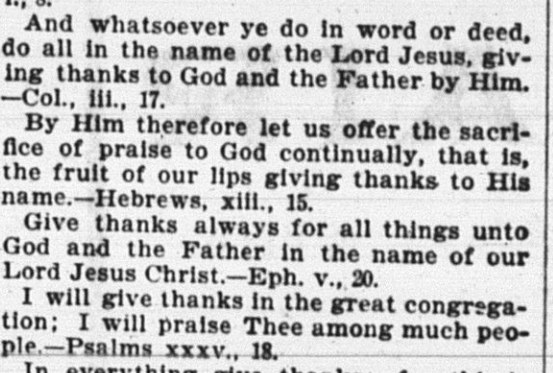 And whatsoever ye do in word or deed,
do all in the name of the Lord Jesus, giv-
ing thanks to God and the Father by Him.
—Col., iii., 17.
By Him therefore let us offer the sacri-
fice of praise to God continually, that is,
the fruit of our lips giving thanks to His
name.—Hebrews, xiii., 15.
Give thanks always for all things unto
God and the Father in the name of our
Lord Jesus Christ.—Eph. v., 20.
I will give thanks in the great congrega-
tion; I will praise Thee among much peo-
ple.—Psalms xxxv., 18.
In everything give